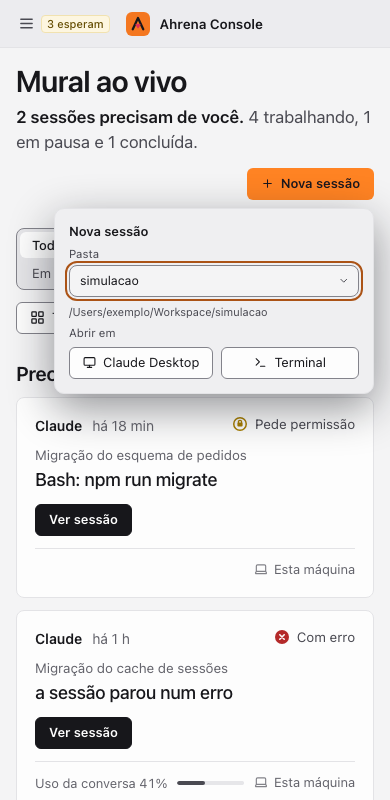 3 esperam
Ahrena Console
Mural ao vivo
2 sessões precisam de você. 4 trabalhando, 1
em pausa e 1 concluída.
+ Nova sessão
Tod
Em
Nova sessão
Pasta
simulacao
/Users/exemplo/Workspace/simulacao
Abrir em
Claude Desktop
Terminal
Prec
Claude há 18 min
Pede permissão
Migração do esquema de pedidos
Bash: npm run migrate
Ver sessão
Esta máquina
Claude há 1 h
Com erro
Migração do cache de sessões
a sessão parou num erro
Ver sessão
Uso da conversa 41%
Esta máquina